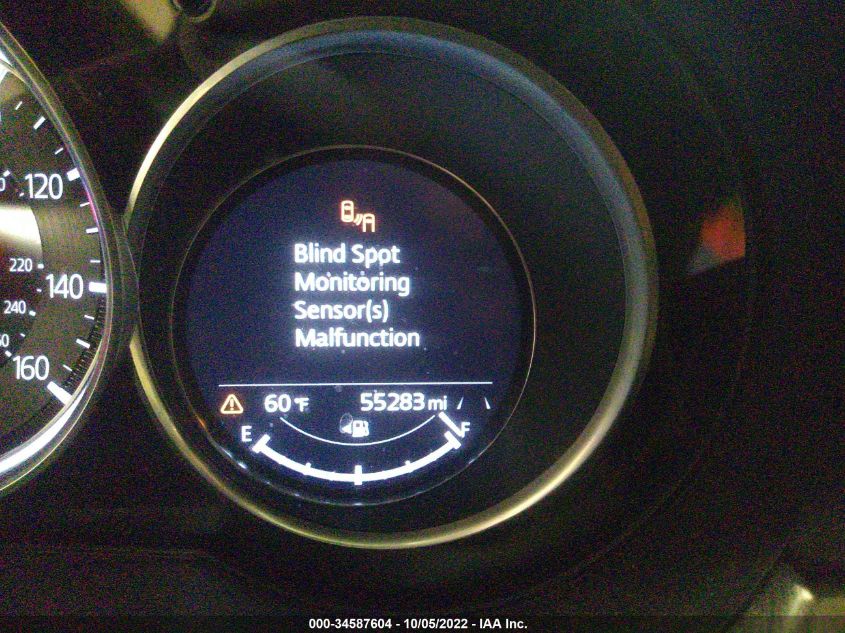 120
220
140
240
160
Blind Spot
Monitoring
Sensor(s)
Malfunction
60 °F 55283 mi
E F
000-34587604 - 10/05/2022 - IAA Inc.